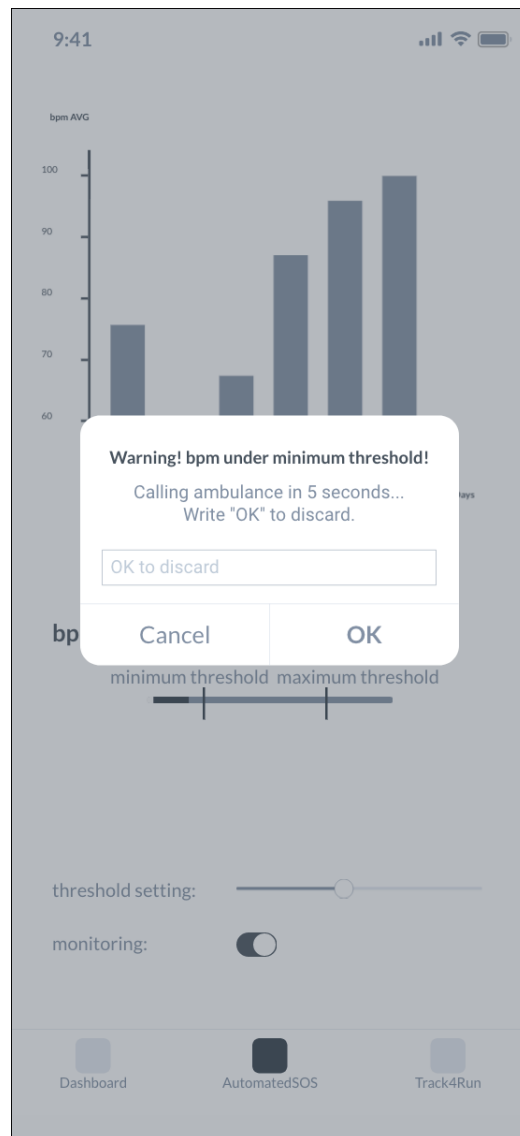 9:41
bpm AVG
100
90
80
70
60
Warning! bpm under minimum threshold!
Calling ambulance in 5 seconds...
Write "OK" to discard.
OK to discard
Cancel
OK
bp
minimum threshold maximum threshold
threshold setting:
monitoring:
Dashboard
AutomatedSOS
Track4Run